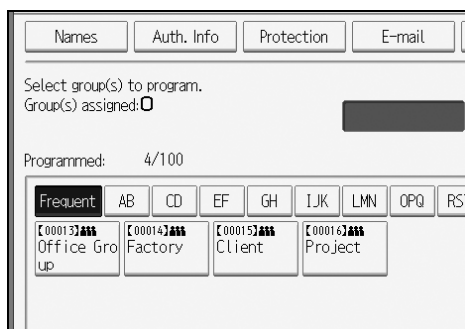 Names Auth. Info Protection E-mail
Select group(s) to program.
Group(s) assigned:0
Programmed: 4/100
Frequent AB CD EF GH IJK LMN OPQ RS
【00013】 【00014】 【00015】 【00016】
Office Gro Factory Client Project
up